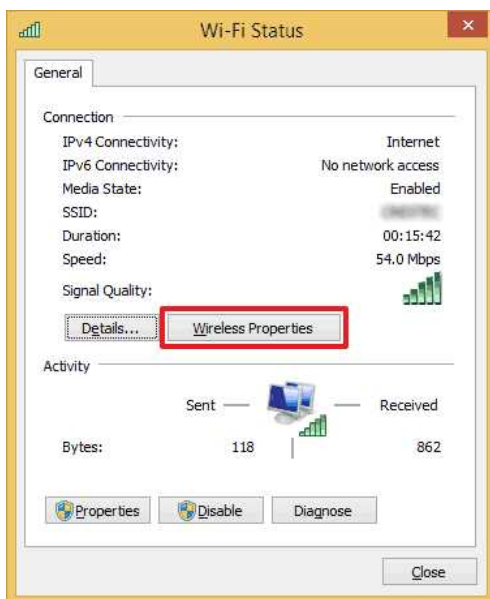 Wi-Fi Status
General
Connection
IPv4 Connectivity: Internet
IPv6 Connectivity: No network access
Media State: Enabled
SSID:
Duration: 00:15:42
Speed: 54.0 Mbps
Signal Quality:
Details... Wireless Properties
Activity
Sent Received
Bytes: 118 862
Properties Disable Diagnose
Close